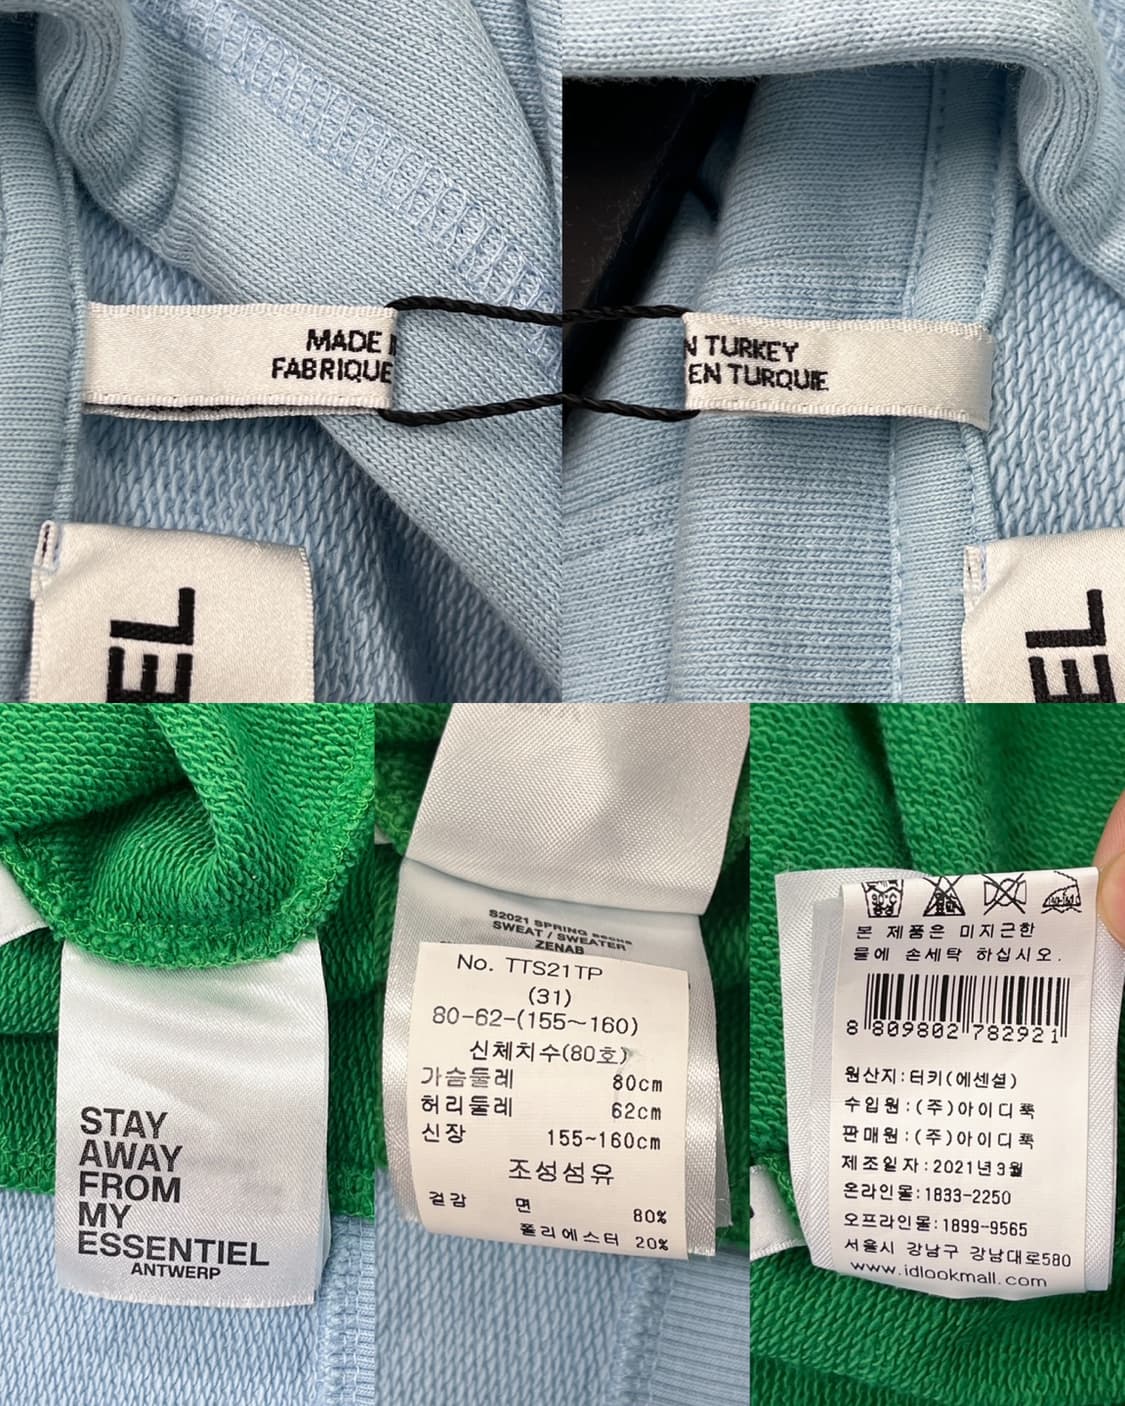 MADE
FABRIQUE
N TURKEY
EN TURQUIE
EL
EL
STAY
AWAY
FROM
MY
ESSENTIEL
ANTWERP
S2021 SPRING
SWEAT / SWEATER
ZENAB
No. TTS21TP
(31)
80-62-(155~160)
신체치수(80호)
가슴둘레 80cm
허리둘레 62cm
신장 155~160cm
조성섬유
겉감 면 80%
폴리에스터 20%
본 제품은 미지근한
물에 손세탁 하십시오.
8 809802 782921
원산지:터키(에센셜)
수입원:(주)아이디룩
판매원:(주)아이디룩
제조일자:2021년3월
온라인몰:1833-2250
오프라인몰:1899-9565
서울시 강남구 강남대로580
www.idlookmall.com